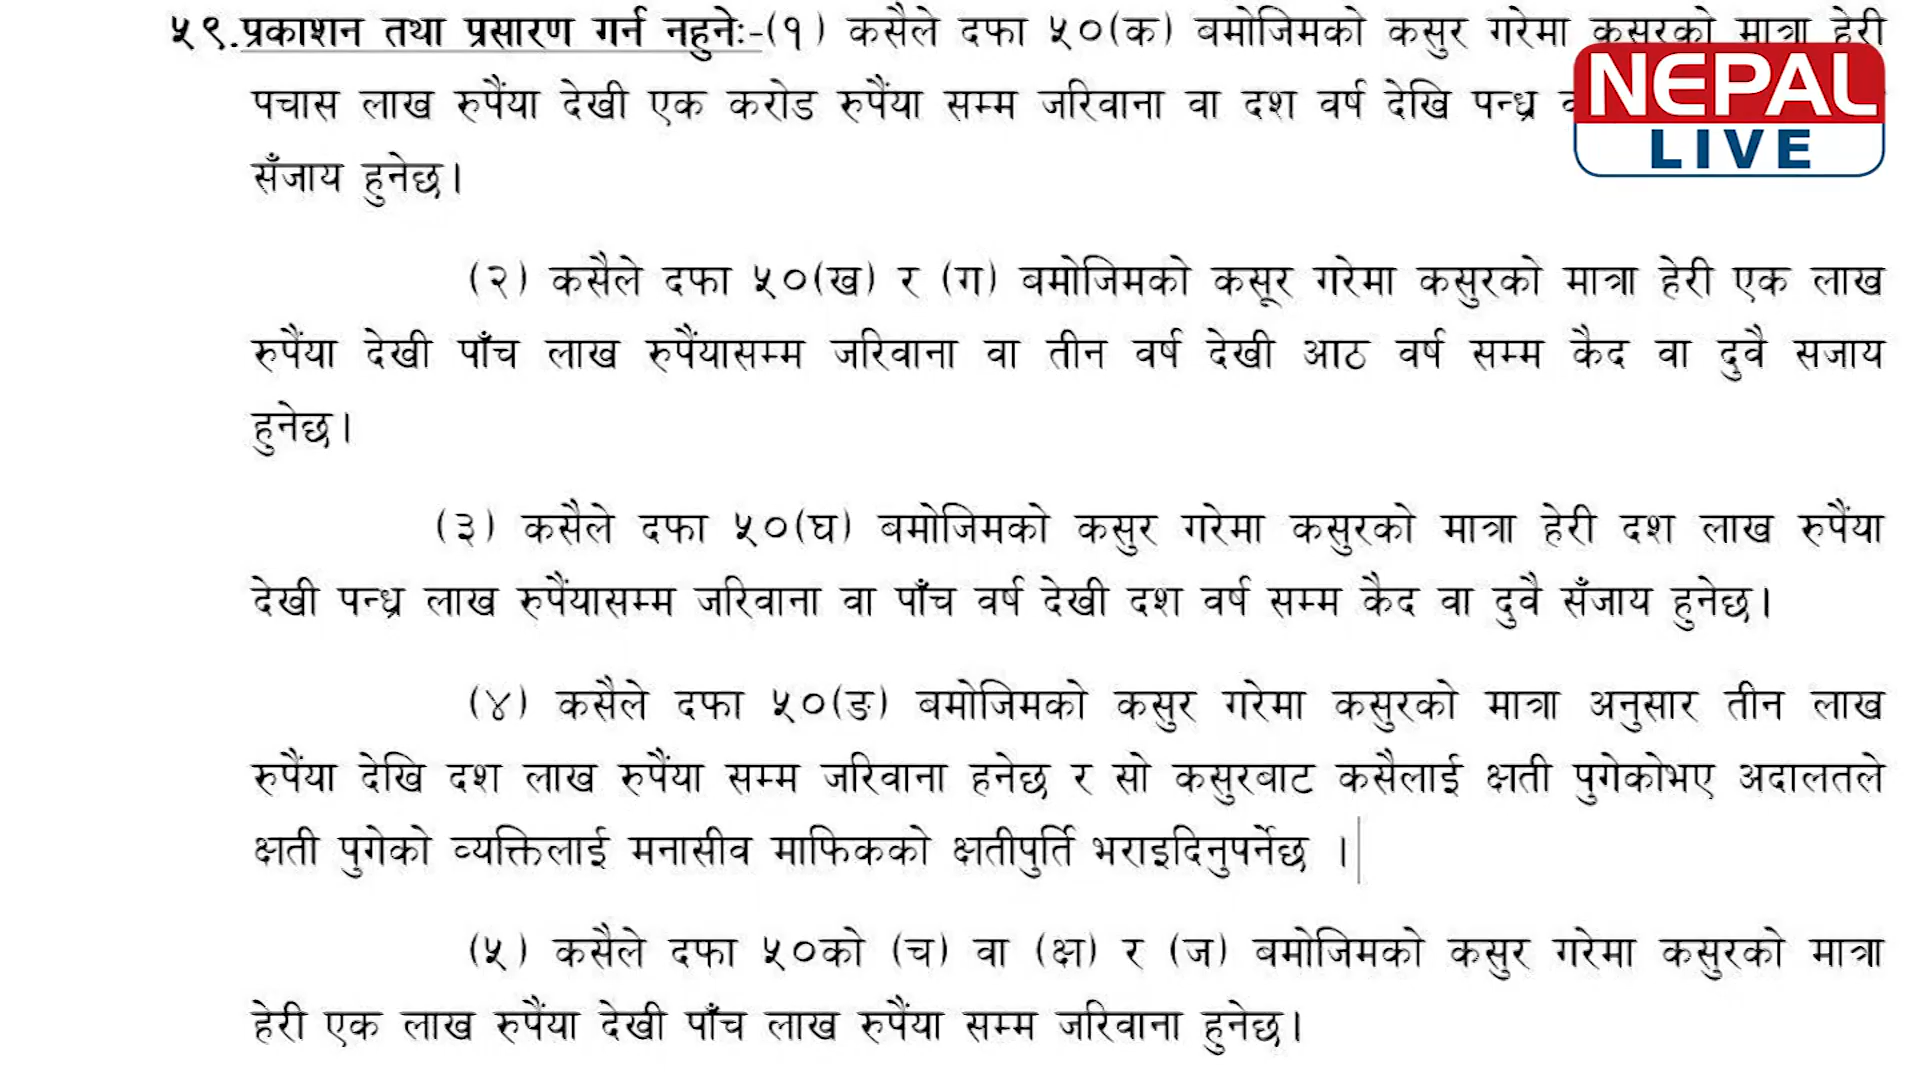 ५९.प्रकाशन तथा प्रसारण गर्न नहुनेः-(१) कसैले दफा ५०(क) बमोजिमको कसुर गरेमा कसुरको मात्रा हेरी
पचास लाख रुपैंया देखी एक करोड रुपैंया सम्म जरिवाना वा दश वर्ष देखि पन्ध्र
सँजाय हुनेछ।
(२) कसैले दफा ५०(ख) र (ग) बमोजिमको कसूर गरेमा कसुरको मात्रा हेरी एक लाख
रुपैंया देखी पाँच लाख रुपैंयासम्म जरिवाना वा तीन वर्ष देखी आठ वर्ष सम्म कैद वा दुवै सजाय
हुनेछ।
(३) कसैले दफा ५०(घ) बमोजिमको कसुर गरेमा कसुरको मात्रा हेरी दश लाख रुपैंया
देखी पन्ध्र लाख रुपैंयासम्म जरिवाना वा पाँच वर्ष देखी दश वर्ष सम्म कैद वा दुवै सँजाय हुनेछ।
(४) कसैले दफा ५०(ङ) बमोजिमको कसुर गरेमा कसुरको मात्रा अनुसार तीन लाख
रुपैंया देखि दश लाख रुपैंया सम्म जरिवाना हनेछ र सो कसुरबाट कसैलाई क्षती पुगेकोभए अदालतले
क्षती पुगेको व्यक्तिलाई मनासीव माफिकको क्षतीपुर्ति भराइदिनुपर्नेछ ।
(५) कसैले दफा ५०को (च) वा (क्ष) र (ज) बमोजिमको कसुर गरेमा कसुरको मात्रा
हेरी एक लाख रुपैंया देखी पाँच लाख रुपैंया सम्म जरिवाना हुनेछ।
NEPAL
LIVE